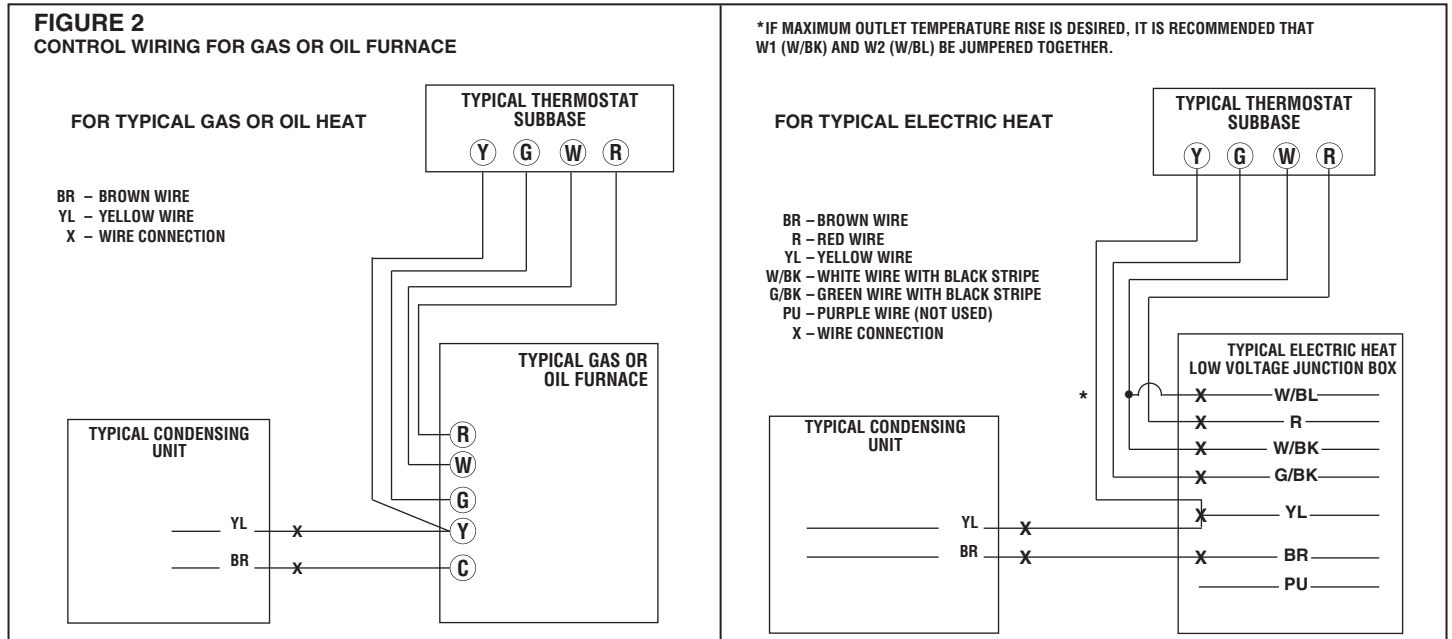 FIGURE 2
CONTROL WIRING FOR GAS OR OIL FURNACE
FOR TYPICAL GAS OR OIL HEAT
TYPICAL THERMOSTAT
SUBBASE
Y G W R
BR – BROWN WIRE
YL – YELLOW WIRE
X – WIRE CONNECTION
TYPICAL GAS OR
OIL FURNACE
R
W
G
Y
C
TYPICAL CONDENSING
UNIT
YL X
BR X
*IF MAXIMUM OUTLET TEMPERATURE RISE IS DESIRED, IT IS RECOMMENDED THAT
W1 (W/BK) AND W2 (W/BL) BE JUMPERED TOGETHER.
FOR TYPICAL ELECTRIC HEAT
TYPICAL THERMOSTAT
SUBBASE
Y G W R
BR – BROWN WIRE
R – RED WIRE
YL – YELLOW WIRE
W/BK – WHITE WIRE WITH BLACK STRIPE
G/BK – GREEN WIRE WITH BLACK STRIPE
PU – PURPLE WIRE (NOT USED)
X – WIRE CONNECTION
TYPICAL ELECTRIC HEAT
LOW VOLTAGE JUNCTION BOX
* X W/BL
X R
X W/BK
X G/BK
X YL
X BR
PU
TYPICAL CONDENSING
UNIT
YL X
BR X